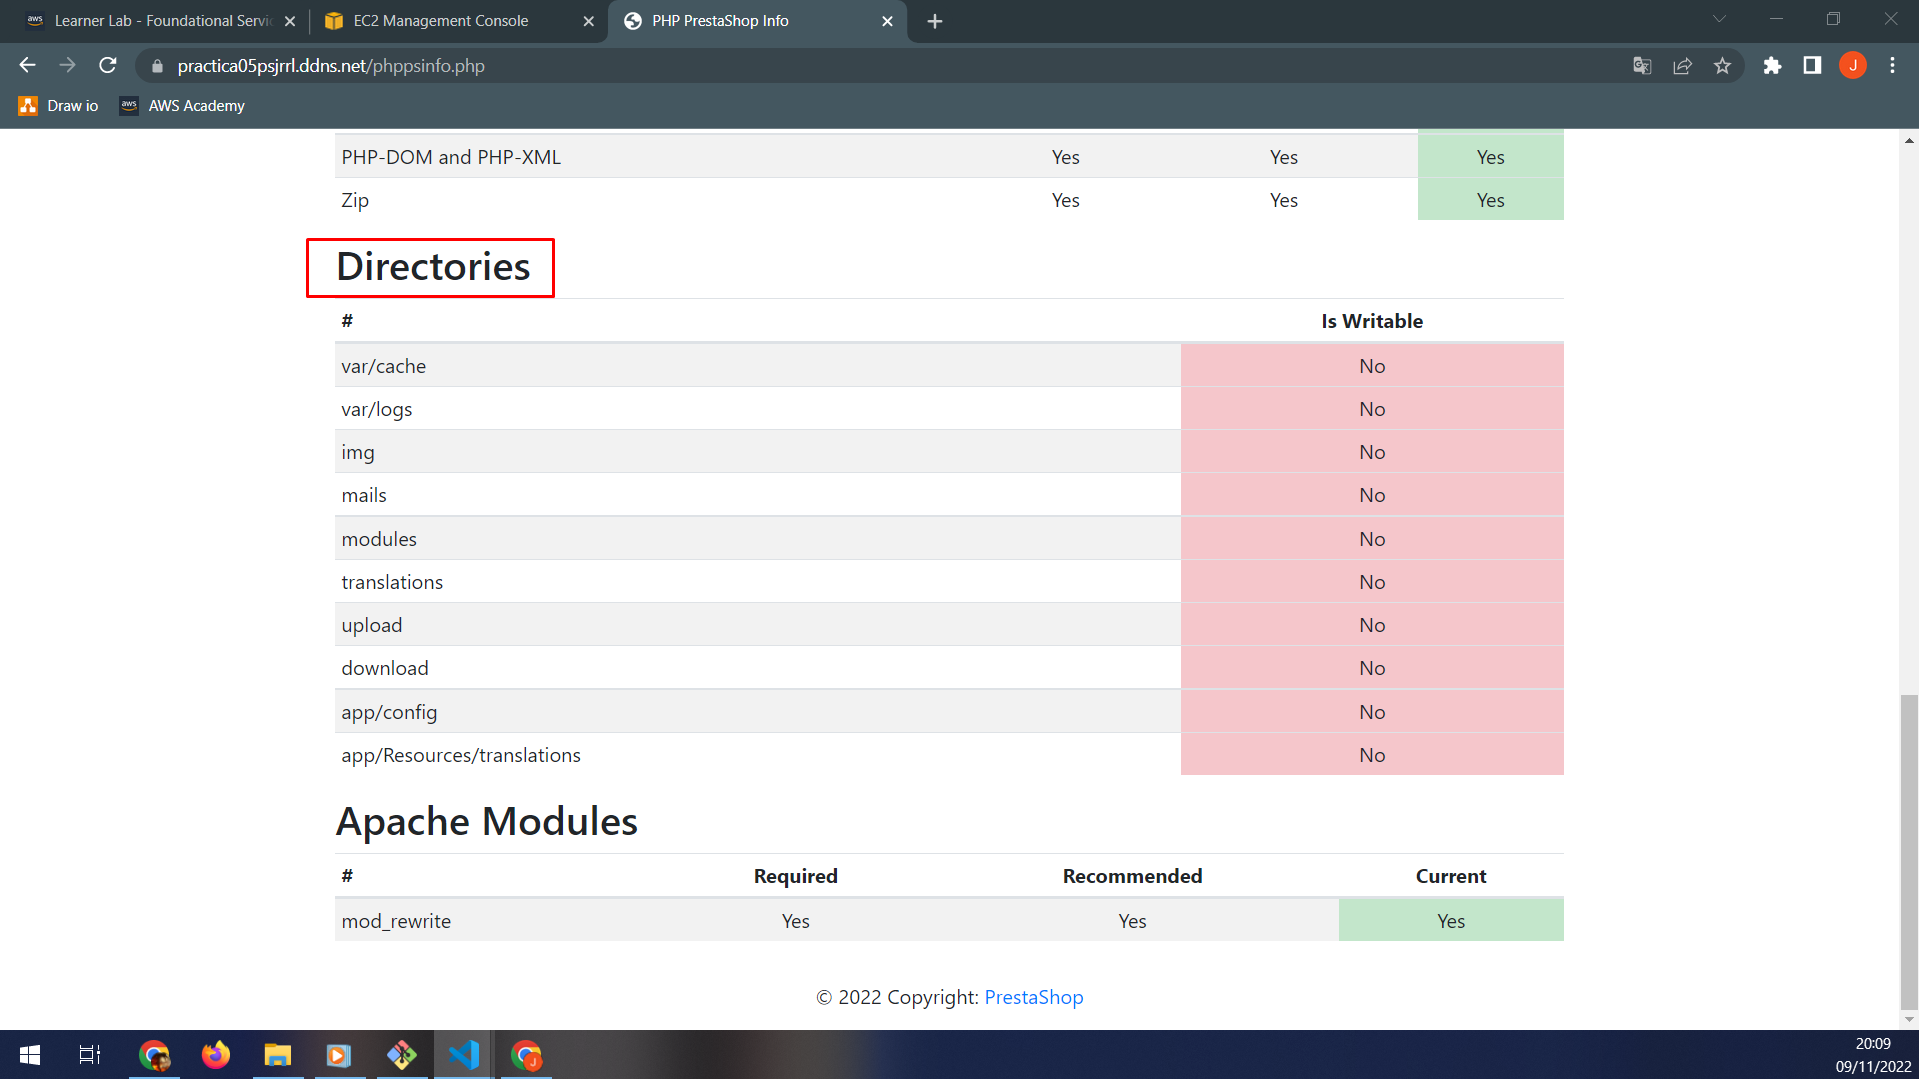 aws Learner Lab - Foundational Servic
EC2 Management Console
PHP PrestaShop Info
practica05psjrrl.ddns.net/phppsinfo.php
J
Draw io
aws AWS Academy
PHP-DOM and PHP-XML Yes Yes Yes
Zip Yes Yes Yes
Directories
# Is Writable
var/cache No
var/logs No
img No
mails No
modules No
translations No
upload No
download No
app/config No
app/Resources/translations No
Apache Modules
# Required Recommended Current
mod_rewrite Yes Yes Yes
© 2022 Copyright: PrestaShop
J
20:09
09/11/2022